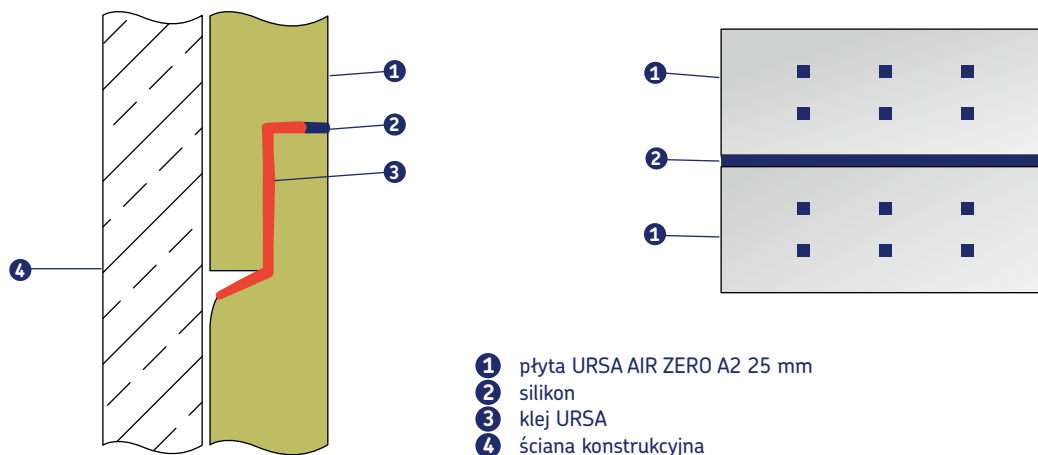 1
2
3
4
1
2
1
1 płyta URSA AIR ZERO A2 25 mm
2 silikon
3 klej URSA
4 ściana konstrukcyjna